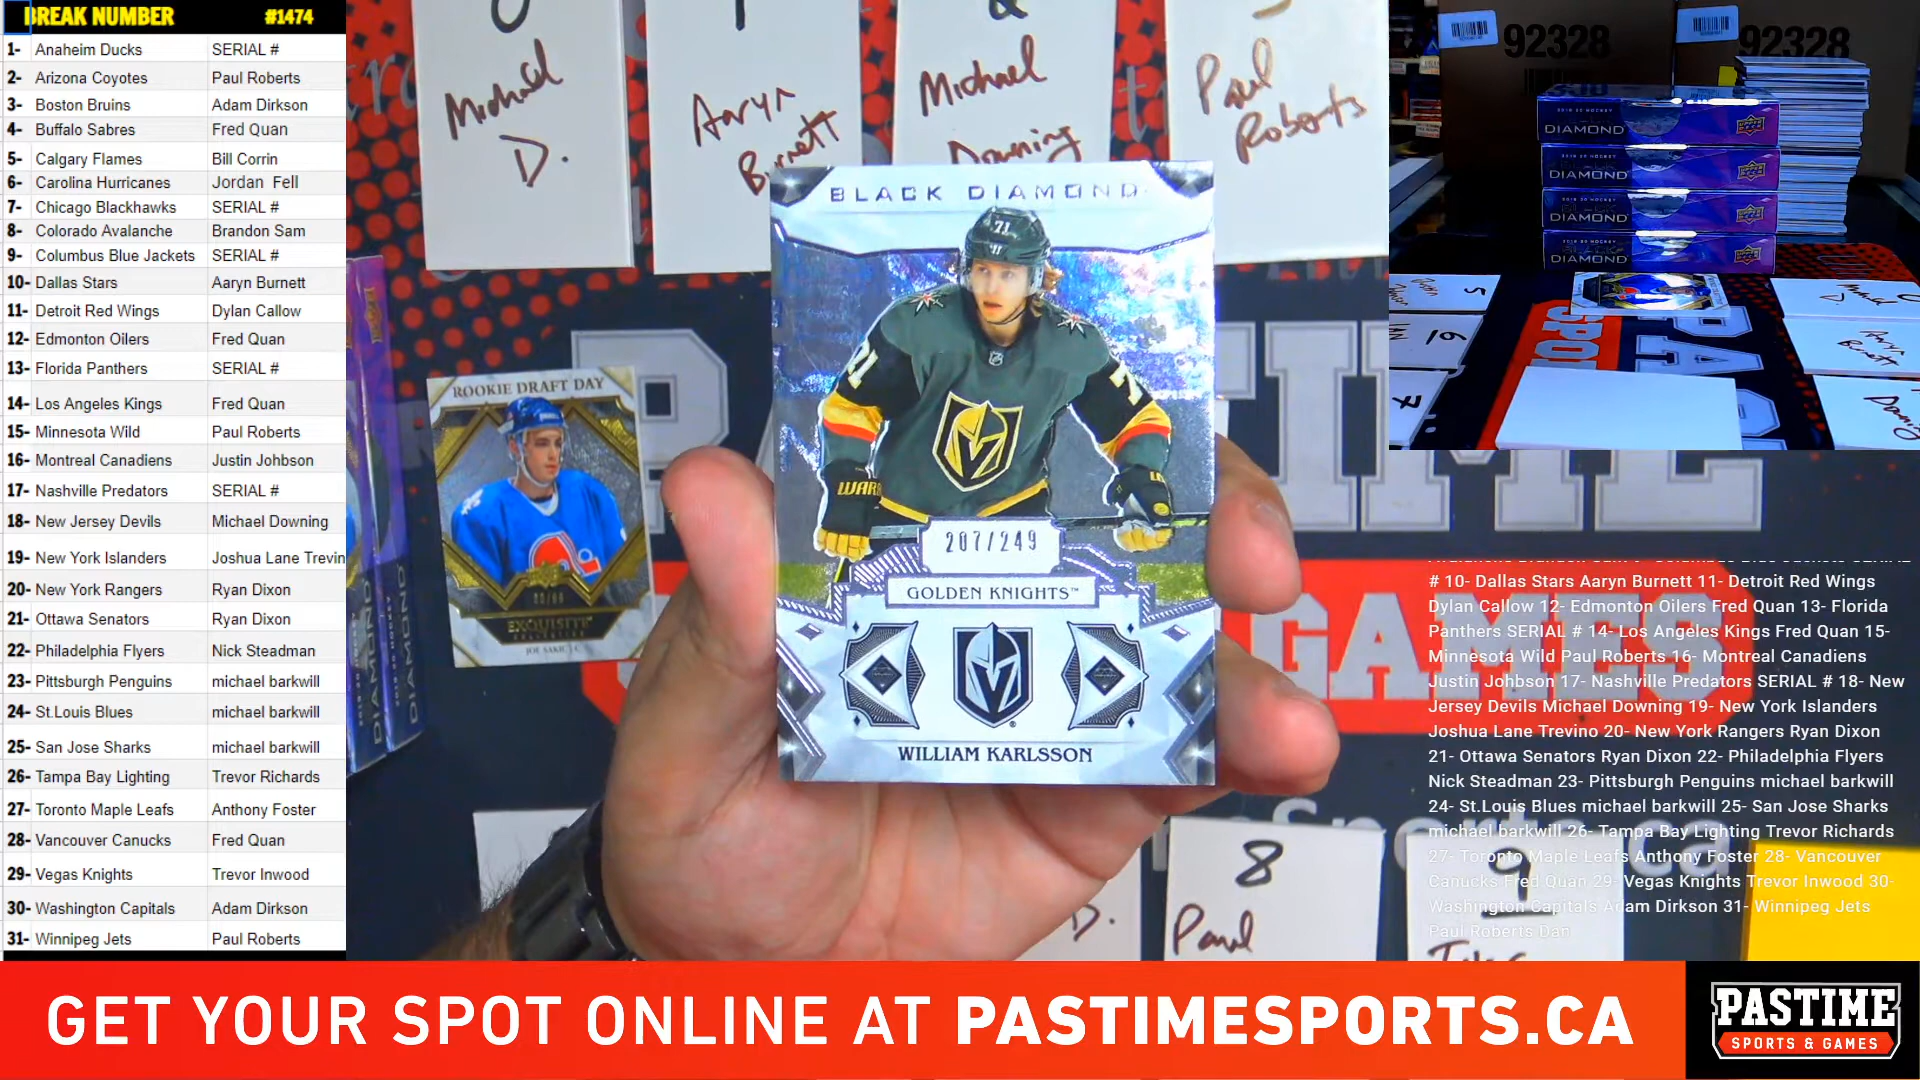 BREAK NUMBER #1474
1- Anaheim Ducks SERIAL #
2- Arizona Coyotes Paul Roberts
3- Boston Bruins Adam Dirkson
4- Buffalo Sabres Fred Quan
5- Calgary Flames Bill Corrin
6- Carolina Hurricanes Jordan Fell
7- Chicago Blackhawks SERIAL #
8- Colorado Avalanche Brandon Sam
9- Columbus Blue Jackets SERIAL #
10- Dallas Stars Aaryn Burnett
11- Detroit Red Wings Dylan Callow
12- Edmonton Oilers Fred Quan
13- Florida Panthers SERIAL #
14- Los Angeles Kings Fred Quan
15- Minnesota Wild Paul Roberts
16- Montreal Canadiens Justin Johbson
17- Nashville Predators SERIAL #
18- New Jersey Devils Michael Downing
19- New York Islanders Joshua Lane Trevin
20- New York Rangers Ryan Dixon
21- Ottawa Senators Ryan Dixon
22- Philadelphia Flyers Nick Steadman
23- Pittsburgh Penguins michael barkwill
24- St.Louis Blues michael barkwill
25- San Jose Sharks michael barkwill
26- Tampa Bay Lighting Trevor Richards
27- Toronto Maple Leafs Anthony Foster
28- Vancouver Canucks Fred Quan
29- Vegas Knights Trevor Inwood
30- Washington Capitals Adam Dirkson
31- Winnipeg Jets Paul Roberts
Michael
D.
Aaryn
Burnett
Michael
Downing
Paul
Roberts
ROOKIE DRAFT DAY
EXQUISITE
COLLECTION
JOE SAKIC | C
BLACK DIAMOND
71
71
WARR
207/249
GOLDEN KNIGHTS™
WILLIAM KARLSSON
DIAMOND
DIAMOND
GAMES
8
Paul
9
D.
92328
92328
DIAMOND
DIAMOND
DIAMOND
DIAMOND
# 10- Dallas Stars Aaryn Burnett 11- Detroit Red Wings
Dylan Callow 12- Edmonton Oilers Fred Quan 13- Florida
Panthers SERIAL # 14- Los Angeles Kings Fred Quan 15-
Minnesota Wild Paul Roberts 16- Montreal Canadiens
Justin Johbson 17- Nashville Predators SERIAL # 18- New
Jersey Devils Michael Downing 19- New York Islanders
Joshua Lane Trevino 20- New York Rangers Ryan Dixon
21- Ottawa Senators Ryan Dixon 22- Philadelphia Flyers
Nick Steadman 23- Pittsburgh Penguins michael barkwill
24- St.Louis Blues michael barkwill 25- San Jose Sharks
michael barkwill 26- Tampa Bay Lighting Trevor Richards
27- Toronto Maple Leafs Anthony Foster 28- Vancouver
Canucks Fred Quan 29- Vegas Knights Trevor Inwood 30-
Washington Capitals Adam Dirkson 31- Winnipeg Jets
Paul Roberts Dan
GET YOUR SPOT ONLINE AT PASTIMESPORTS.CA
PASTIME
SPORTS & GAMES